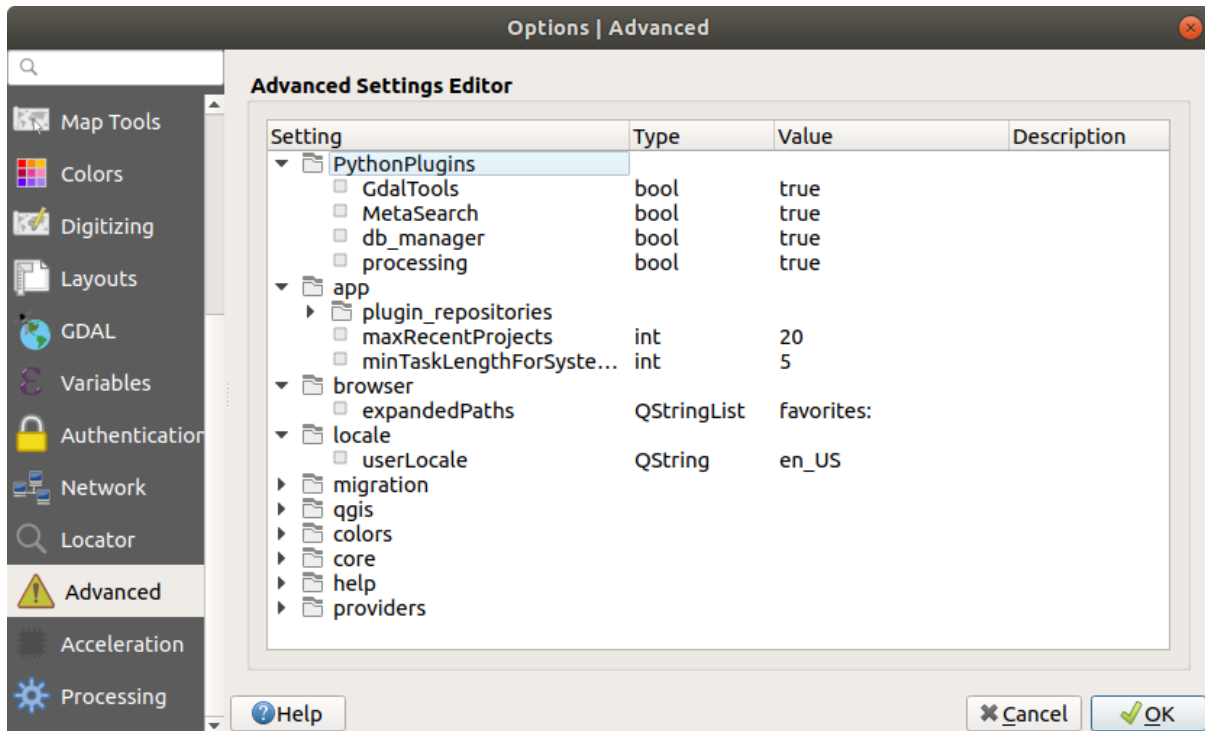 Options | Advanced
Map Tools
Colors
Digitizing
Layouts
GDAL
Variables
Authentication
Network
Locator
Advanced
Acceleration
Processing
Advanced Settings Editor
Setting Type Value Description
PythonPlugins
GdalTools bool true
MetaSearch bool true
db_manager bool true
processing bool true
app
plugin_repositories
maxRecentProjects int 20
minTaskLengthForSyste... int 5
browser
expandedPaths QStringList favorites:
locale
userLocale QString en_US
migration
qgis
colors
core
help
providers
Help Cancel OK